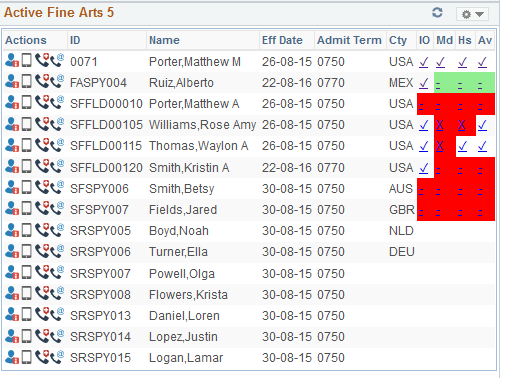 Active Fine Arts 5
Actions ID Name Eff Date Admit Term Cty IO Md Hs Av
0071 Porter,Matthew M 26-08-15 0750 USA ✓ ✓ ✓ ✓
FASPY004 Ruiz,Alberto 22-08-16 0770 MEX ✓ - - -
SFFLD00010 Porter,Matthew A 26-08-15 0750 USA - - - -
SFFLD00105 Williams,Rose Amy 26-08-15 0750 USA ✓ X X ✓
SFFLD00115 Thomas,Waylon A 26-08-15 0750 USA ✓ X ✓ ✓
SFFLD00120 Smith,Kristin A 22-08-16 0770 USA ✓ - - -
SFSPY006 Smith,Betsy 30-08-15 0750 AUS - - - -
SFSPY007 Fields,Jared 30-08-15 0750 GBR - - - -
SRSPY005 Boyd,Noah 30-08-15 0750 NLD
SRSPY006 Turner,Ella 30-08-15 0750 DEU
SRSPY007 Powell,Olga 30-08-15 0750
SRSPY008 Flowers,Krista 30-08-15 0750
SRSPY013 Daniel,Loren 30-08-15 0750
SRSPY014 Lopez,Justin 30-08-15 0750
SRSPY015 Logan,Lamar 30-08-15 0750